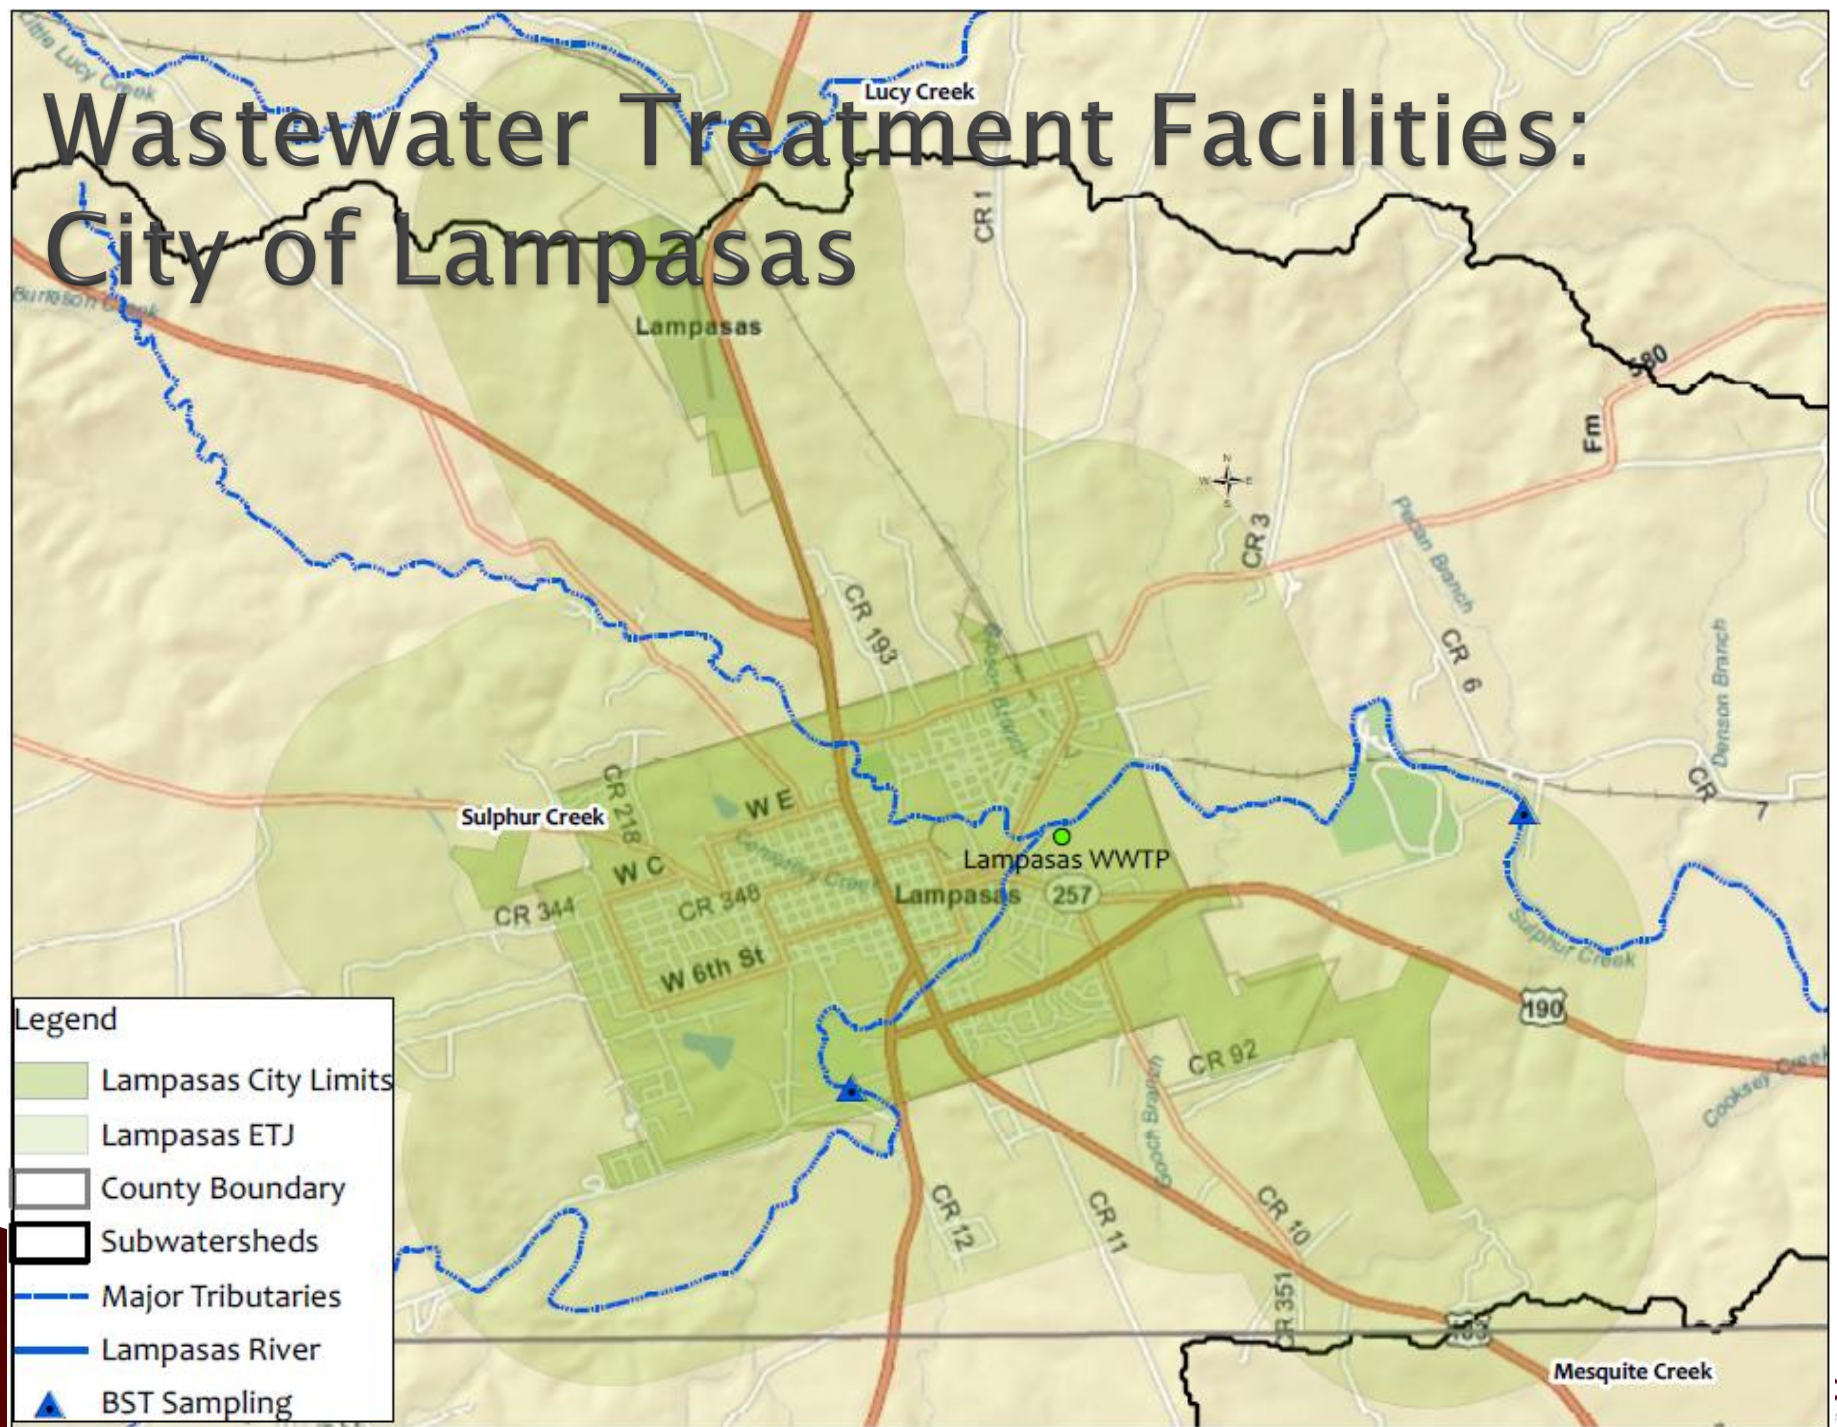 Little Lucy Creek
Lucy Creek
Wastewater Treatment Facilities:
City of Lampasas
CR 1
Burleson Creek
Lampasas
580
Fm
N
W E
S
CR 3
Pecan Branch
CR 193
CR 6
Denson Branch
CR 7
CR 218
W E
Sulphur Creek
W C
Lampasas WWTP
CR 344
CR 348
Lampasas
257
W 6th St
Sulphur Creek
190
CR 92
Gooch Branch
Cooksey Creek
CR 12
CR 11
CR 10
CR 351
Mesquite Creek
Legend
Lampasas City Limits
Lampasas ETJ
County Boundary
Subwatersheds
Major Tributaries
Lampasas River
BST Sampling